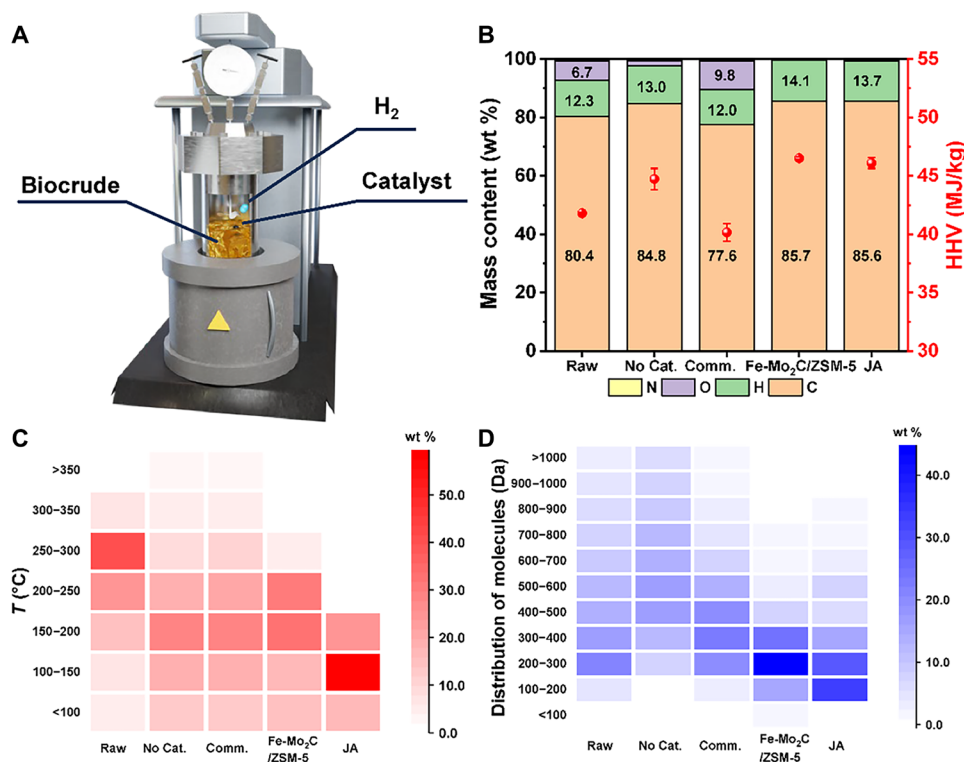 A
H₂
Biocrude
Catalyst
B
Mass content (wt %)
100
80
60
40
20
0
6.7
12.3
80.4
13.0
84.8
9.8
12.0
77.6
14.1
85.7
13.7
85.6
55
50
45
40
35
30
HHV (MJ/kg)
Raw No Cat. Comm. Fe-Mo₂C/ZSM-5 JA
N O H C
C
wt %
T (°C)
>350
300–350
250–300
200–250
150–200
100–150
<100
50.0
40.0
30.0
20.0
10.0
0.0
Raw No Cat. Comm. Fe-Mo₂C JA
/ZSM-5
D
wt %
Distribution of molecules (Da)
>1000
900–1000
800–900
700–800
600–700
500–600
400–500
300–400
200–300
100–200
<100
40.0
30.0
20.0
10.0
0.0
Raw No Cat. Comm. Fe-Mo₂C JA
/ZSM-5